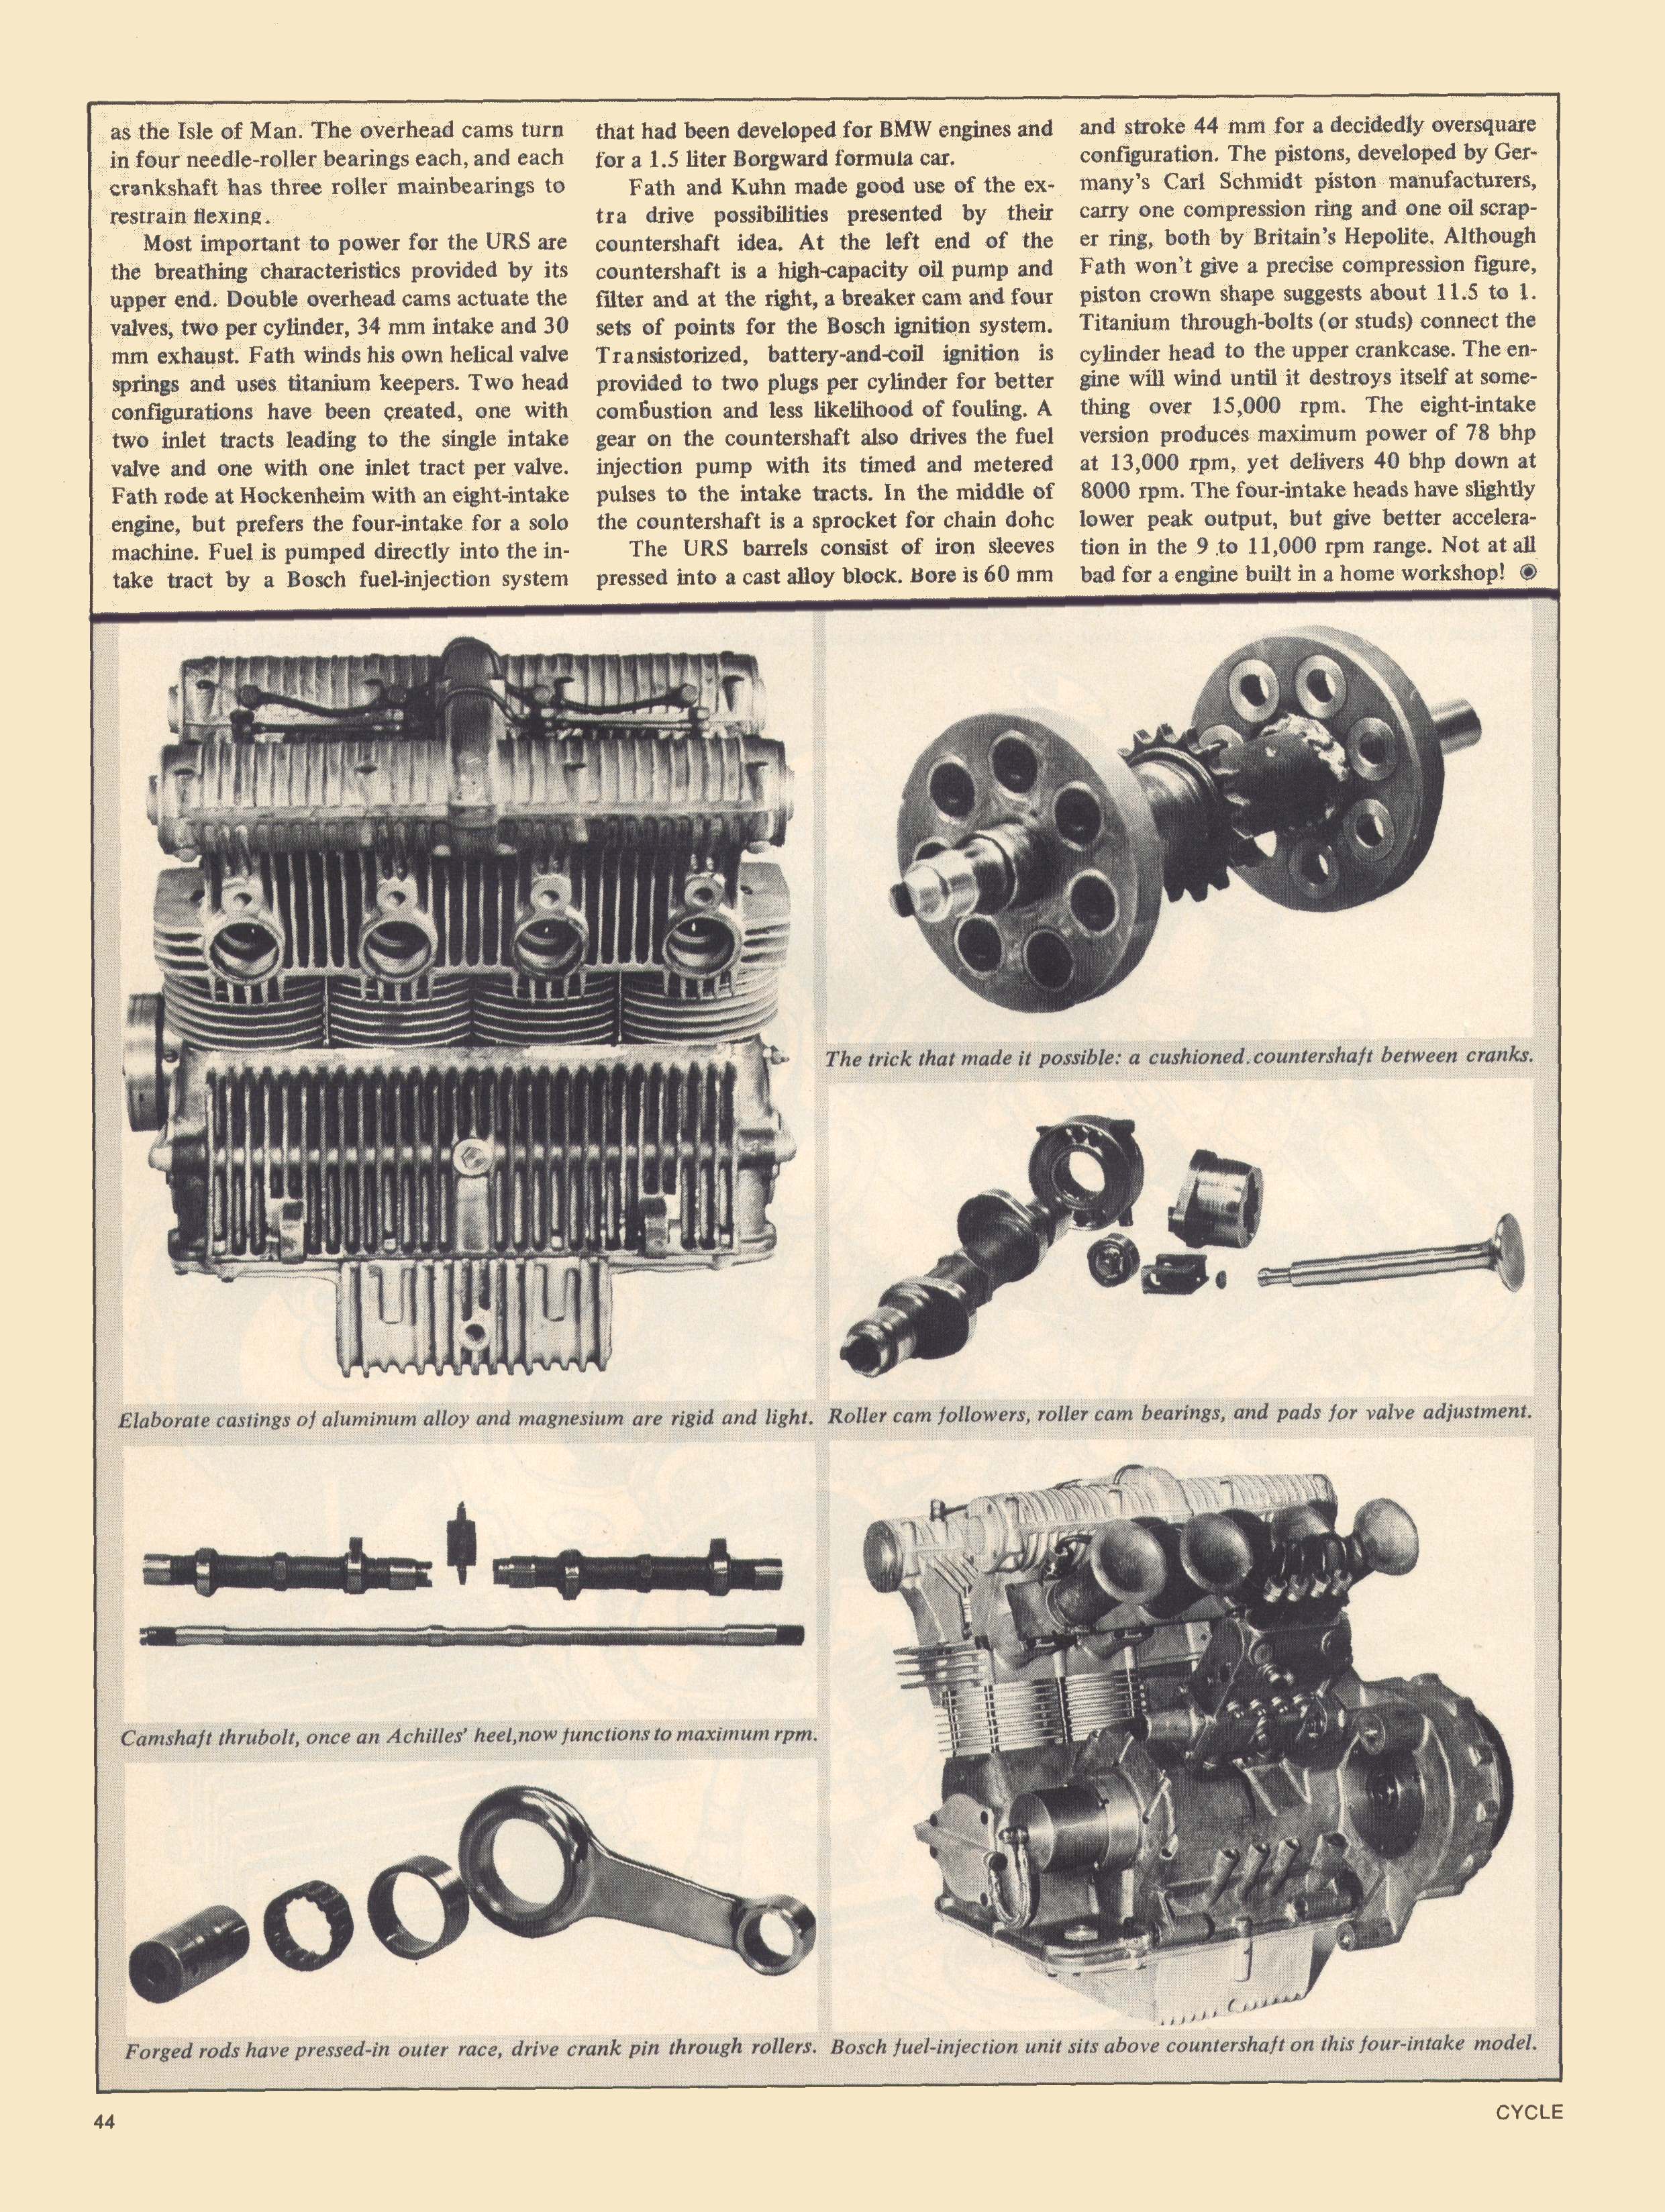 as the Isle of Man. The overhead cams turn
in four needle-roller bearings each, and each
crankshaft has three roller mainbearings to
restrain flexing.
Most important to power for the URS are
the breathing characteristics provided by its
upper end. Double overhead cams actuate the
valves, two per cylinder, 34 mm intake and 30
mm exhaust. Fath winds his own helical valve
springs and uses titanium keepers. Two head
configurations have been created, one with
two inlet tracts leading to the single intake
valve and one with one inlet tract per valve.
Fath rode at Hockenheim with an eight-intake
engine, but prefers the four-intake for a solo
machine. Fuel is pumped directly into the in-
take tract by a Bosch fuel-injection system
that had been developed for BMW engines and
for a 1.5 liter Borgward formula car.
Fath and Kuhn made good use of the ex-
tra drive possibilities presented by their
countershaft idea. At the left end of the
countershaft is a high-capacity oil pump and
filter and at the right, a breaker cam and four
sets of points for the Bosch ignition system.
Transistorized, battery-and-coil ignition is
provided to two plugs per cylinder for better
combustion and less likelihood of fouling. A
gear on the countershaft also drives the fuel
injection pump with its timed and metered
pulses to the intake tracts. In the middle of
the countershaft is a sprocket for chain dohc
The URS barrels consist of iron sleeves
pressed into a cast alloy block. Bore is 60 mm
and stroke 44 mm for a decidedly oversquare
configuration. The pistons, developed by Ger-
many's Carl Schmidt piston manufacturers,
carry one compression ring and one oil scrap-
er ring, both by Britain's Hepolite. Although
Fath won't give a precise compression figure,
piston crown shape suggests about 11.5 to 1.
Titanium through-bolts (or studs) connect the
cylinder head to the upper crankcase. The en-
gine will wind until it destroys itself at some-
thing over 15,000 rpm. The eight-intake
version produces maximum power of 78 bhp
at 13,000 rpm, yet delivers 40 bhp down at
8000 rpm. The four-intake heads have slightly
lower peak output, but give better accelera-
tion in the 9 to 11,000 rpm range. Not at all
bad for a engine built in a home workshop!
The trick that made it possible: a cushioned countershaft between cranks.
Elaborate castings of aluminum alloy and magnesium are rigid and light.
Roller cam followers, roller cam bearings, and pads for valve adjustment.
Camshaft thrubolt, once an Achilles' heel, now functions to maximum rpm.
Forged rods have pressed-in outer race, drive crank pin through rollers.
Bosch fuel-injection unit sits above countershaft on this four-intake model.
44
CYCLE